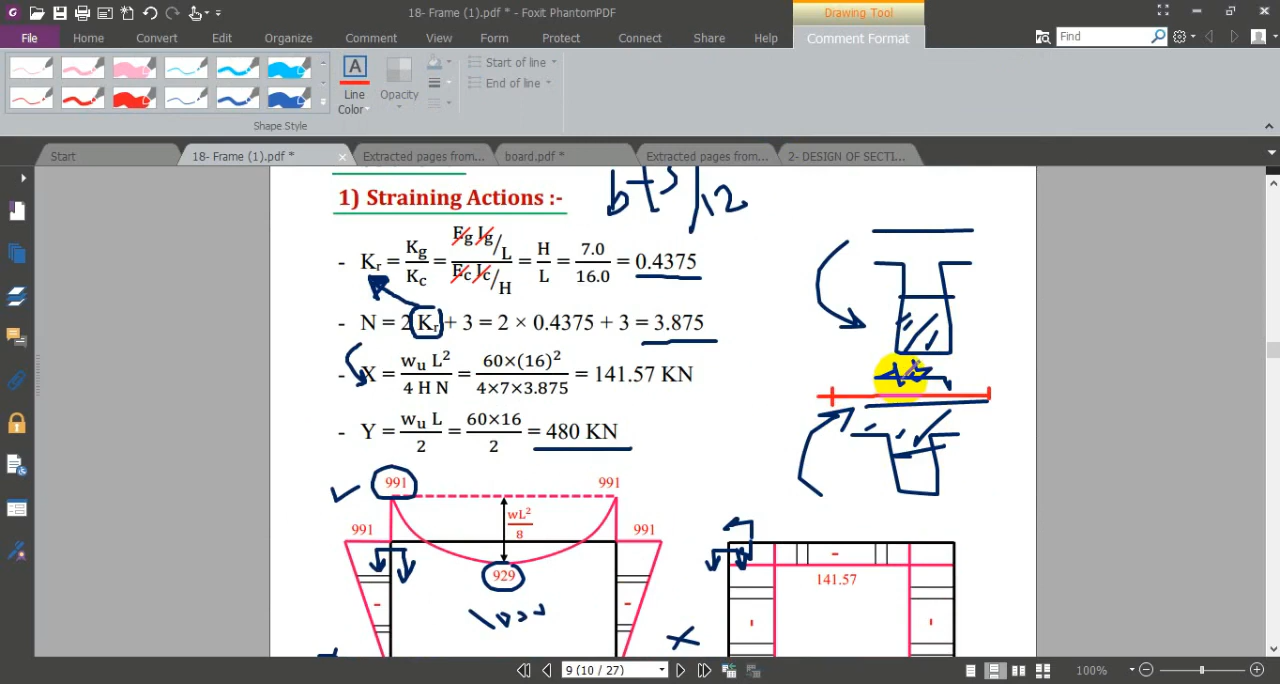 18- Frame (1).pdf * - Foxit PhantomPDF
Drawing Tool
File Home Convert Edit Organize Comment View Form Protect Connect Share Help Comment Format
Find
Start of line
End of line
Line Color
Opacity
Shape Style
Start
18- Frame (1).pdf *
Extracted pages from...
board.pdf *
Extracted pages from...
2- DESIGN OF SECTI...
b t3/12
1) Straining Actions :-
- Kr = Kg/Kc = (Eg Ig/L)/(Ec Ic/H) = H/L = 7.0/16.0 = 0.4375
- N = 2 Kr + 3 = 2 × 0.4375 + 3 = 3.875
- X = wu L²/4 H N = 60×(16)²/4×7×3.875 = 141.57 KN
- Y = wu L/2 = 60×16/2 = 480 KN
991 991
wL²/8
991 991
929
141.57
9 (10 / 27)
100%